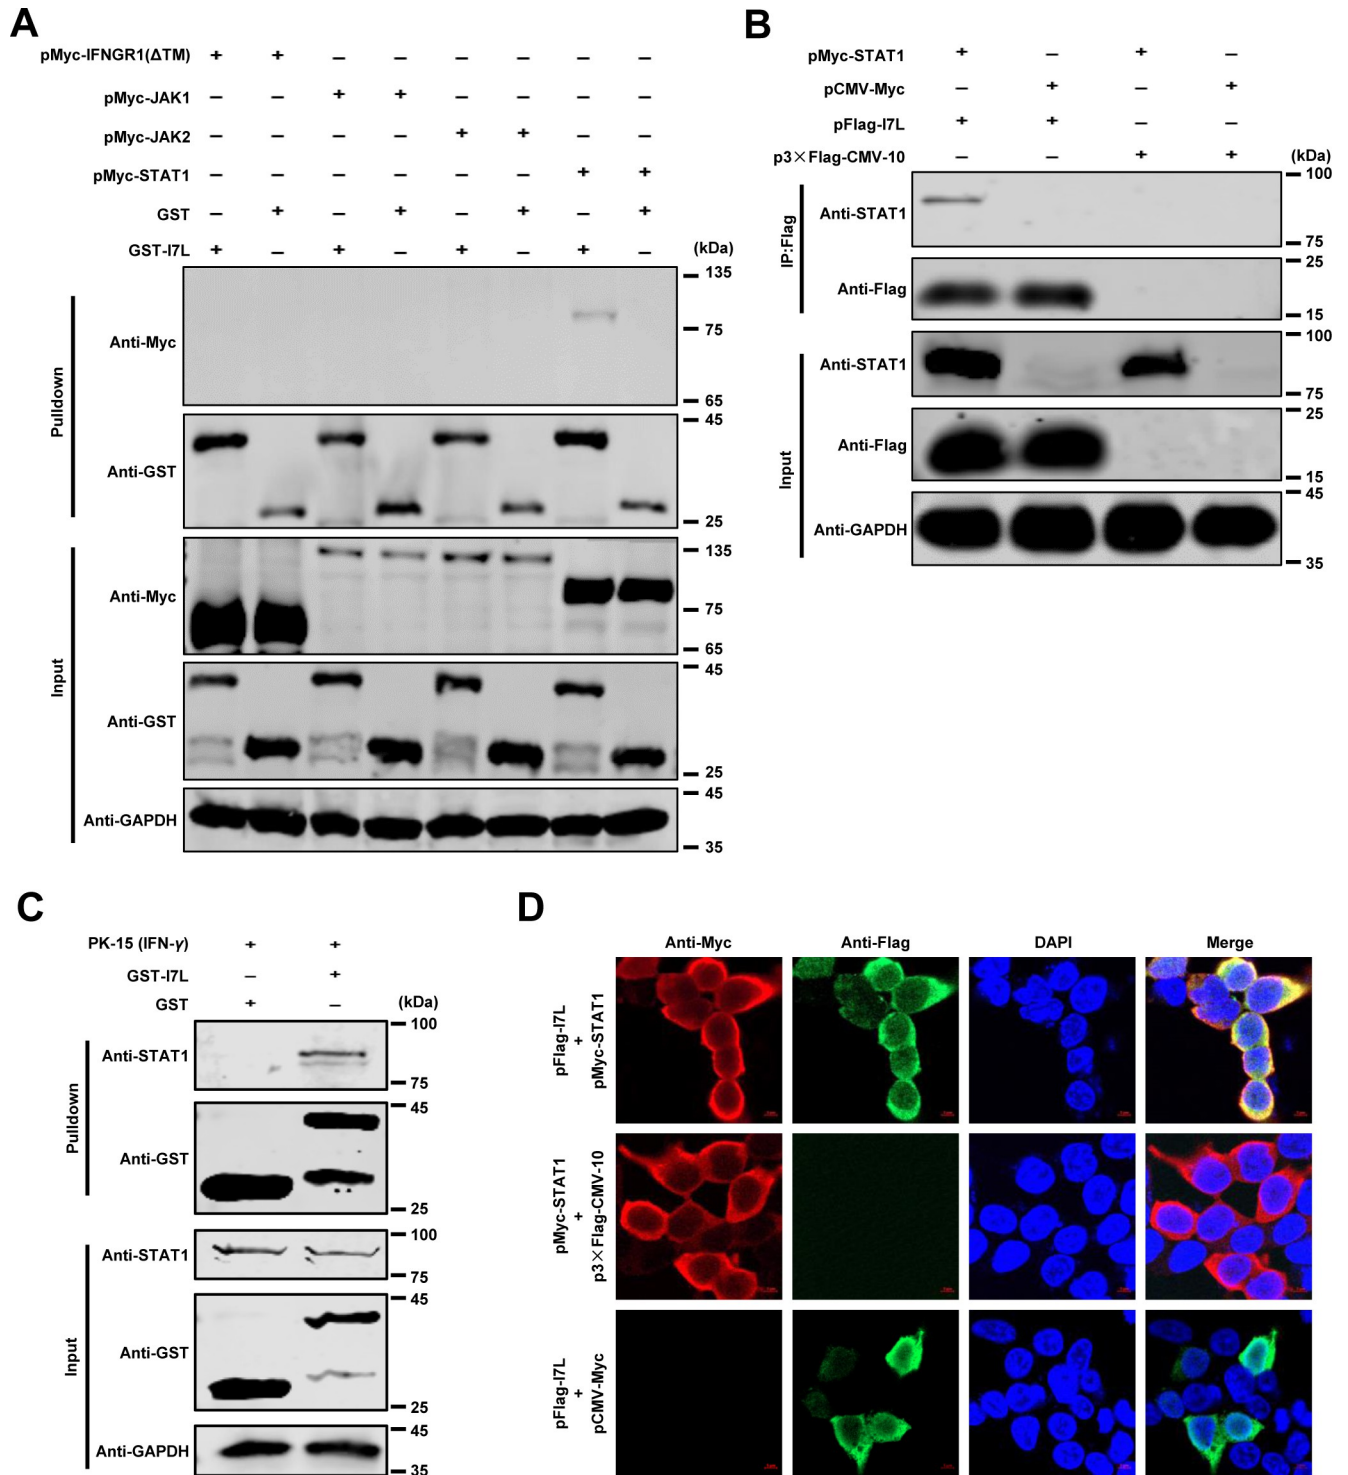 A
pMyc-IFNGR1(ΔTM) + + − − − − − −
pMyc-JAK1 − − + + − − − −
pMyc-JAK2 − − − − + + − −
pMyc-STAT1 − − − − − − + +
GST − + − + − + − +
GST-I7L + − + − + − + −
(kDa)
Pulldown
Anti-Myc
135
75
65
Anti-GST
45
25
Input
Anti-Myc
135
75
65
Anti-GST
45
25
Anti-GAPDH
45
35
B
pMyc-STAT1 + − + −
pCMV-Myc − + − +
pFlag-I7L + + − −
p3×Flag-CMV-10 − − + +
(kDa)
IP:Flag
Anti-STAT1
100
75
Anti-Flag
25
15
Input
Anti-STAT1
100
75
Anti-Flag
25
15
Anti-GAPDH
45
35
C
PK-15 (IFN-γ) + +
GST-I7L − +
GST + −
(kDa)
Pulldown
Anti-STAT1
100
75
Anti-GST
45
25
Input
Anti-STAT1
100
75
Anti-GST
45
25
Anti-GAPDH
45
35
D
Anti-Myc Anti-Flag DAPI Merge
pFlag-I7L
+
pMyc-STAT1
pMyc-STAT1
+
p3×Flag-CMV-10
pFlag-I7L
+
pCMV-Myc